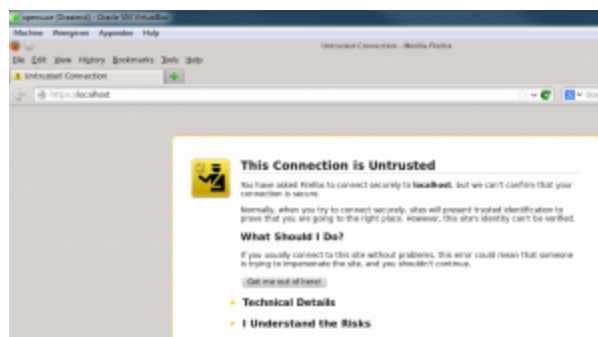 opensuse [Draaiend] - Oracle VM VirtualBox
Machine Weergeven Apparaten Help
Untrusted Connection - Mozilla Firefox
File Edit View History Bookmarks Tools Help
Untrusted Connection
https://localhost
This Connection is Untrusted
You have asked Firefox to connect securely to localhost, but we can't confirm that your
connection is secure.
Normally, when you try to connect securely, sites will present trusted identification to
prove that you are going to the right place. However, this site's identity can't be verified.
What Should I Do?
If you usually connect to this site without problems, this error could mean that someone
is trying to impersonate the site, and you shouldn't continue.
Get me out of here!
Technical Details
I Understand the Risks